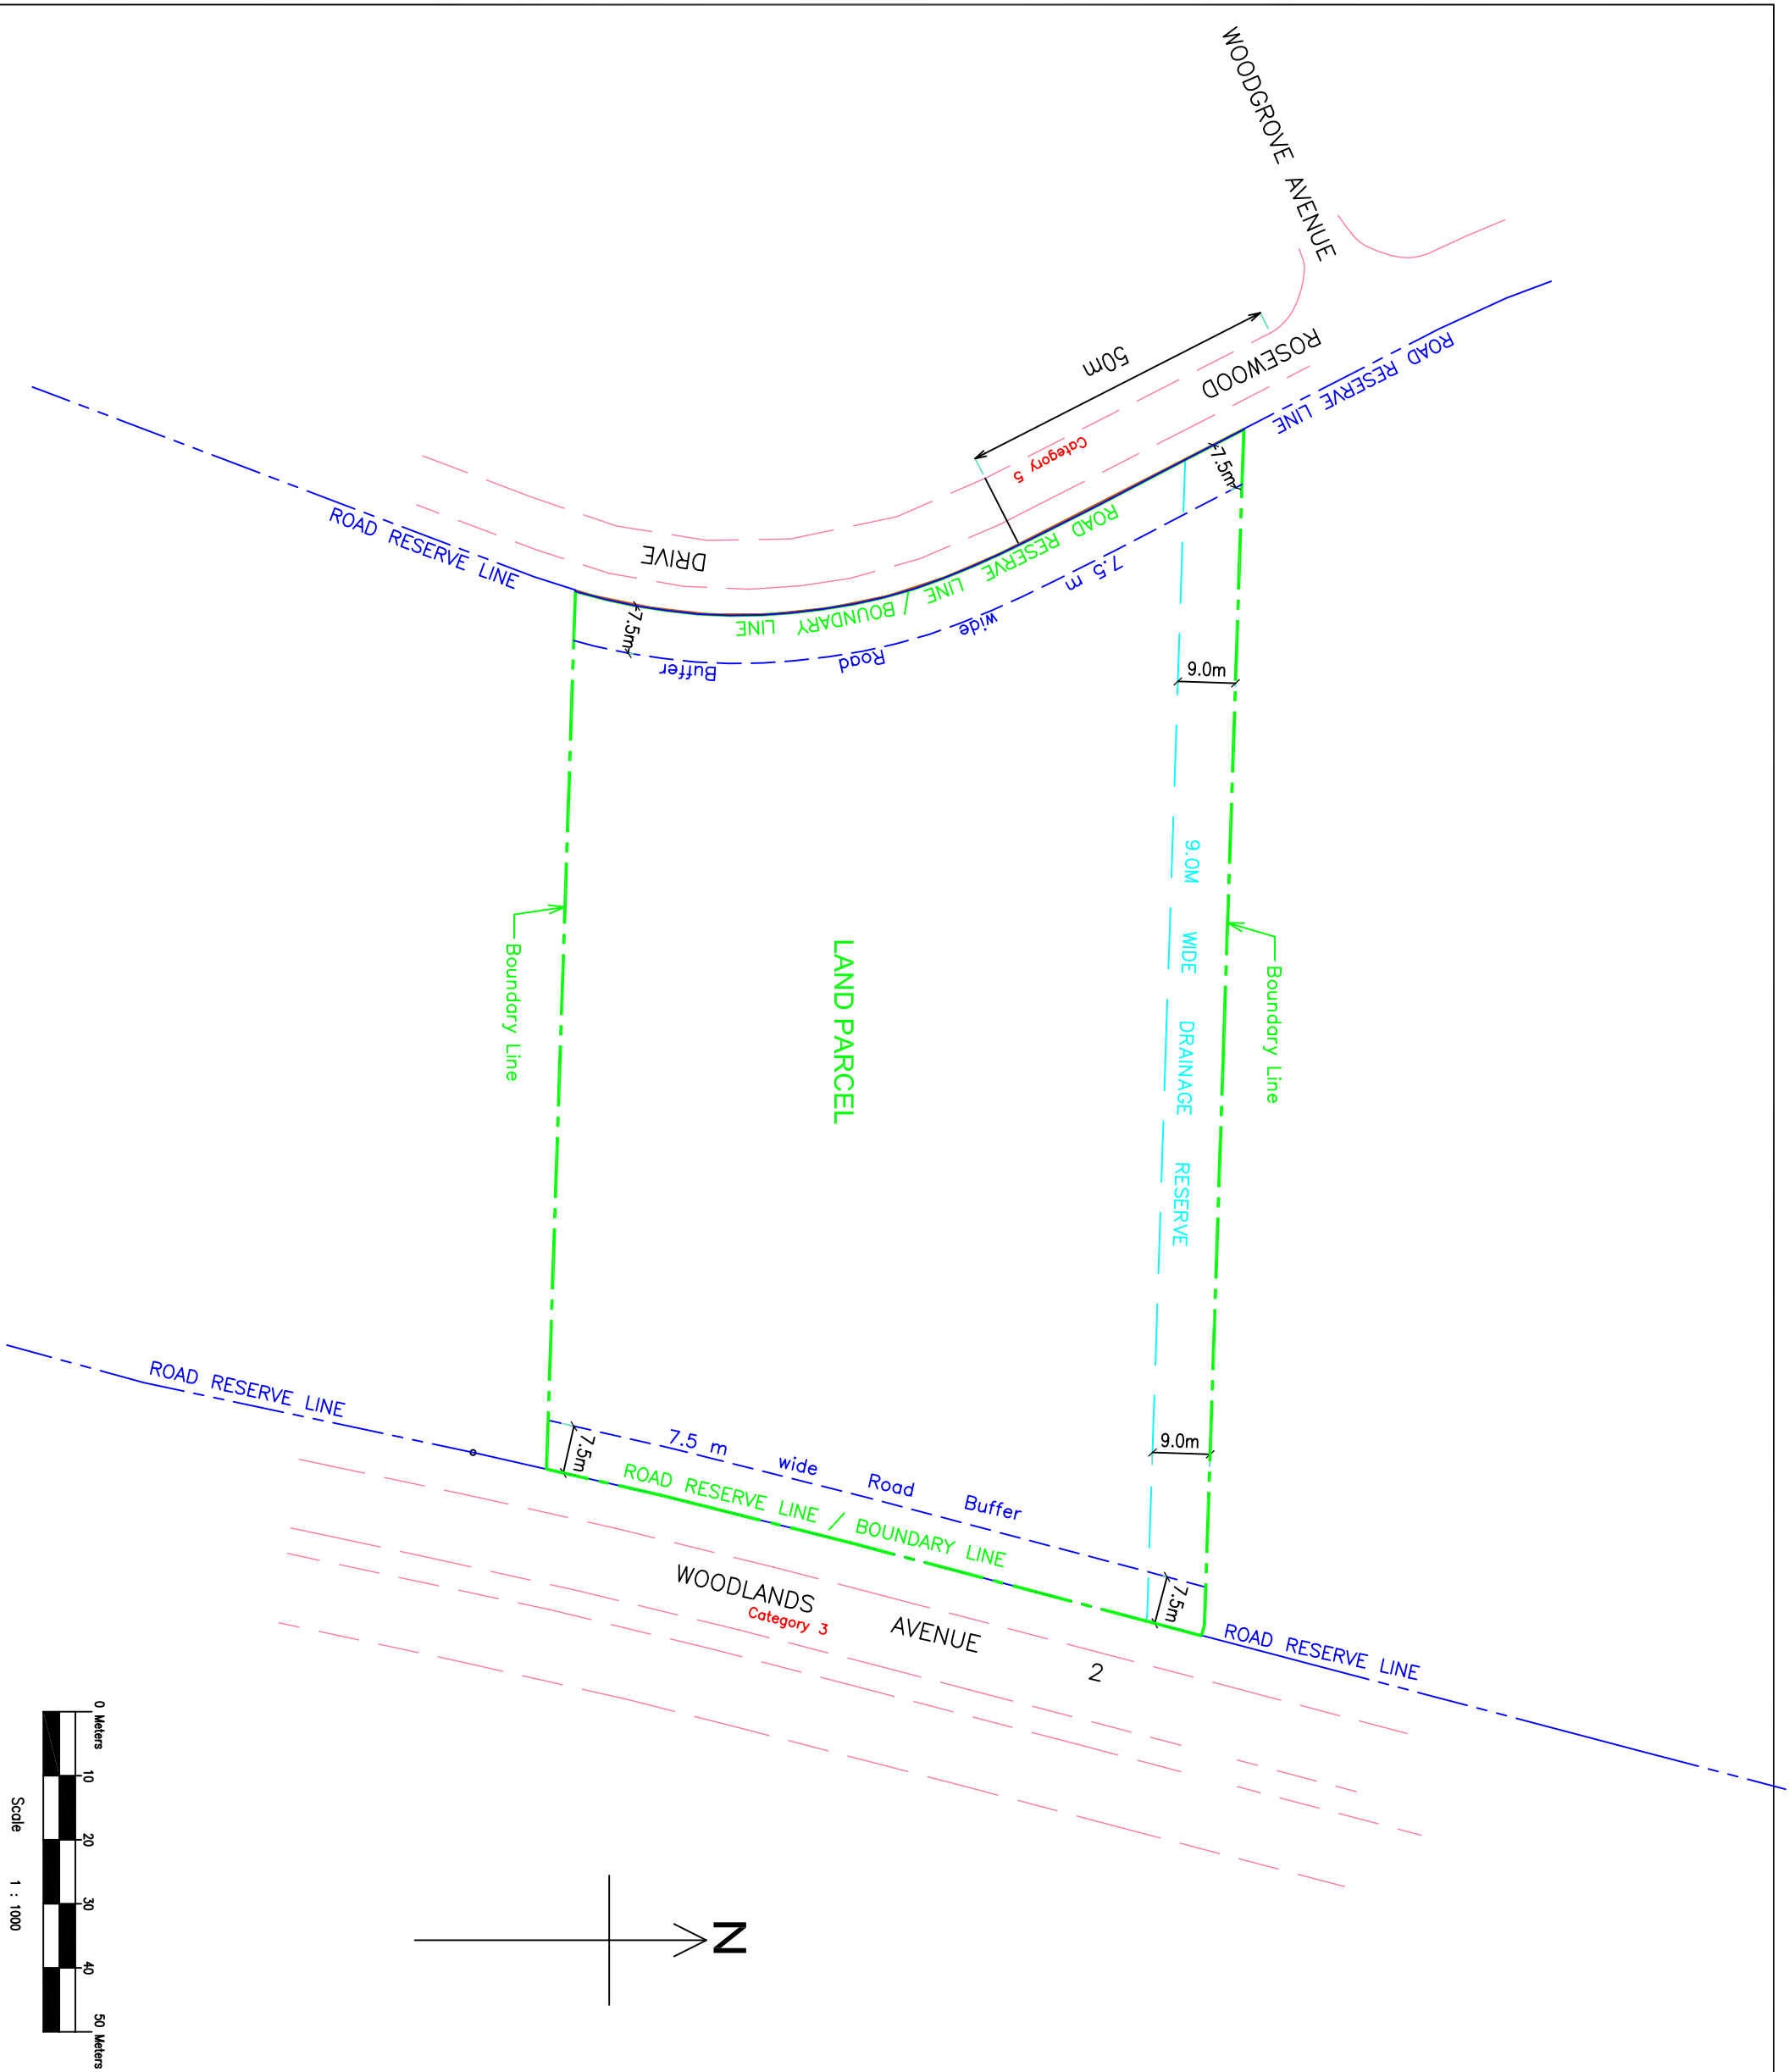 WOODGROVE AVENUE
ROSEWOOD
DRIVE
50m
Category 5
ROAD RESERVE LINE
ROAD RESERVE LINE
ROAD RESERVE LINE / BOUNDARY LINE
7.5 m wide Road Buffer
7.5m
7.5m
9.0m
9.0M WIDE DRAINAGE RESERVE
Boundary Line
Boundary Line
LAND PARCEL
ROAD RESERVE LINE
7.5m
7.5 m wide Road Buffer
ROAD RESERVE LINE / BOUNDARY LINE
9.0m
7.5m
ROAD RESERVE LINE
WOODLANDS AVENUE 2
Category 3
N
0 Meters 10 20 30 40 50 Meters
Scale 1 : 1000